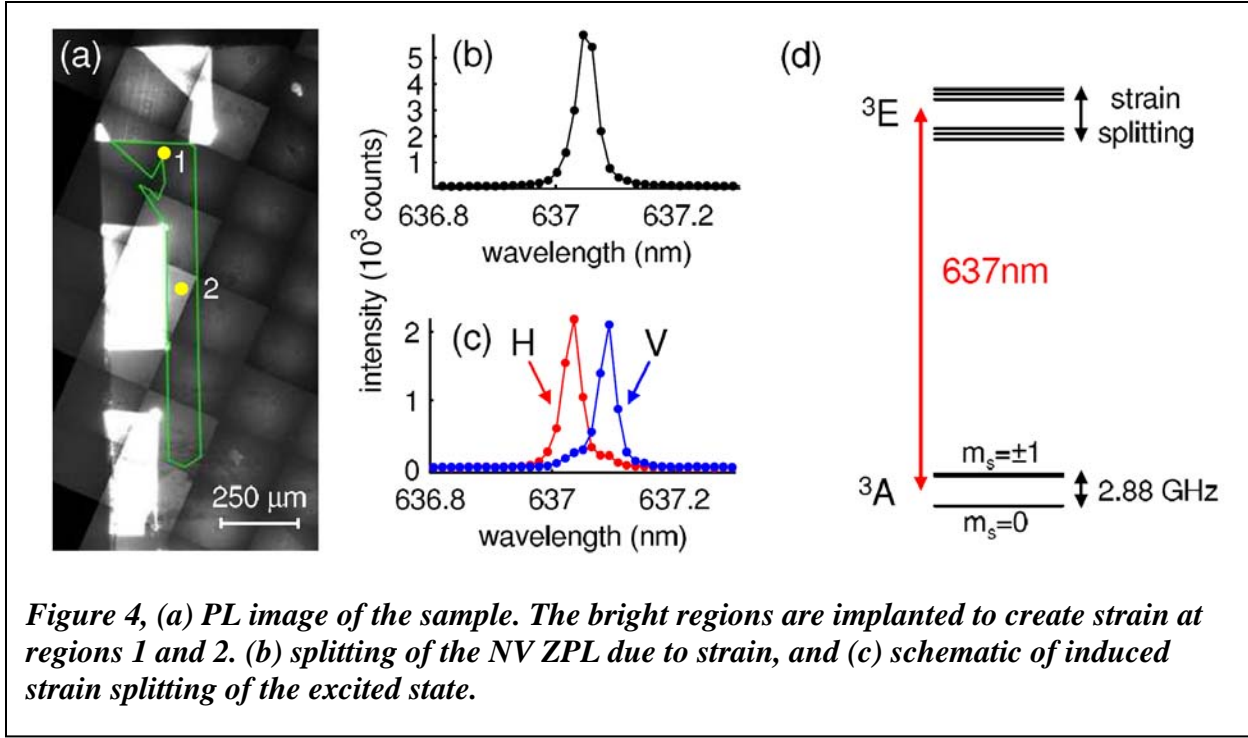 (a)
1
2
250 μm
(b)
5
4
3
2
1
636.8 637 637.2
wavelength (nm)
intensity (10³ counts)
(c)
H
V
2
1
0
636.8 637 637.2
wavelength (nm)
(d)
³E
strain
splitting
637nm
mₛ=±1
³A
2.88 GHz
mₛ=0
Figure 4, (a) PL image of the sample. The bright regions are implanted to create strain at
regions 1 and 2. (b) splitting of the NV ZPL due to strain, and (c) schematic of induced
strain splitting of the excited state.